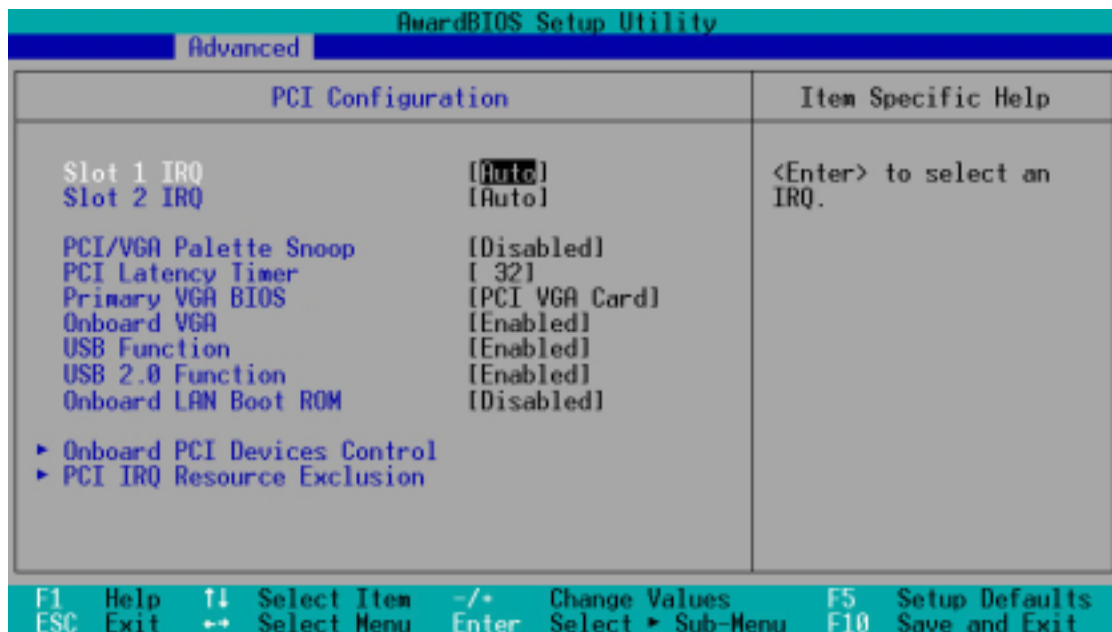 AwardBIOS Setup Utility
Advanced
PCI Configuration
Item Specific Help
Slot 1 IRQ [Auto]
Slot 2 IRQ [Auto]
PCI/VGA Palette Snoop [Disabled]
PCI Latency Timer [ 32]
Primary VGA BIOS [PCI VGA Card]
Onboard VGA [Enabled]
USB Function [Enabled]
USB 2.0 Function [Enabled]
Onboard LAN Boot ROM [Disabled]
► Onboard PCI Devices Control
► PCI IRQ Resource Exclusion
<Enter> to select an
IRQ.
F1 Help ↑↓ Select Item -/+ Change Values F5 Setup Defaults
ESC Exit ←→ Select Menu Enter Select ► Sub-Menu F10 Save and Exit